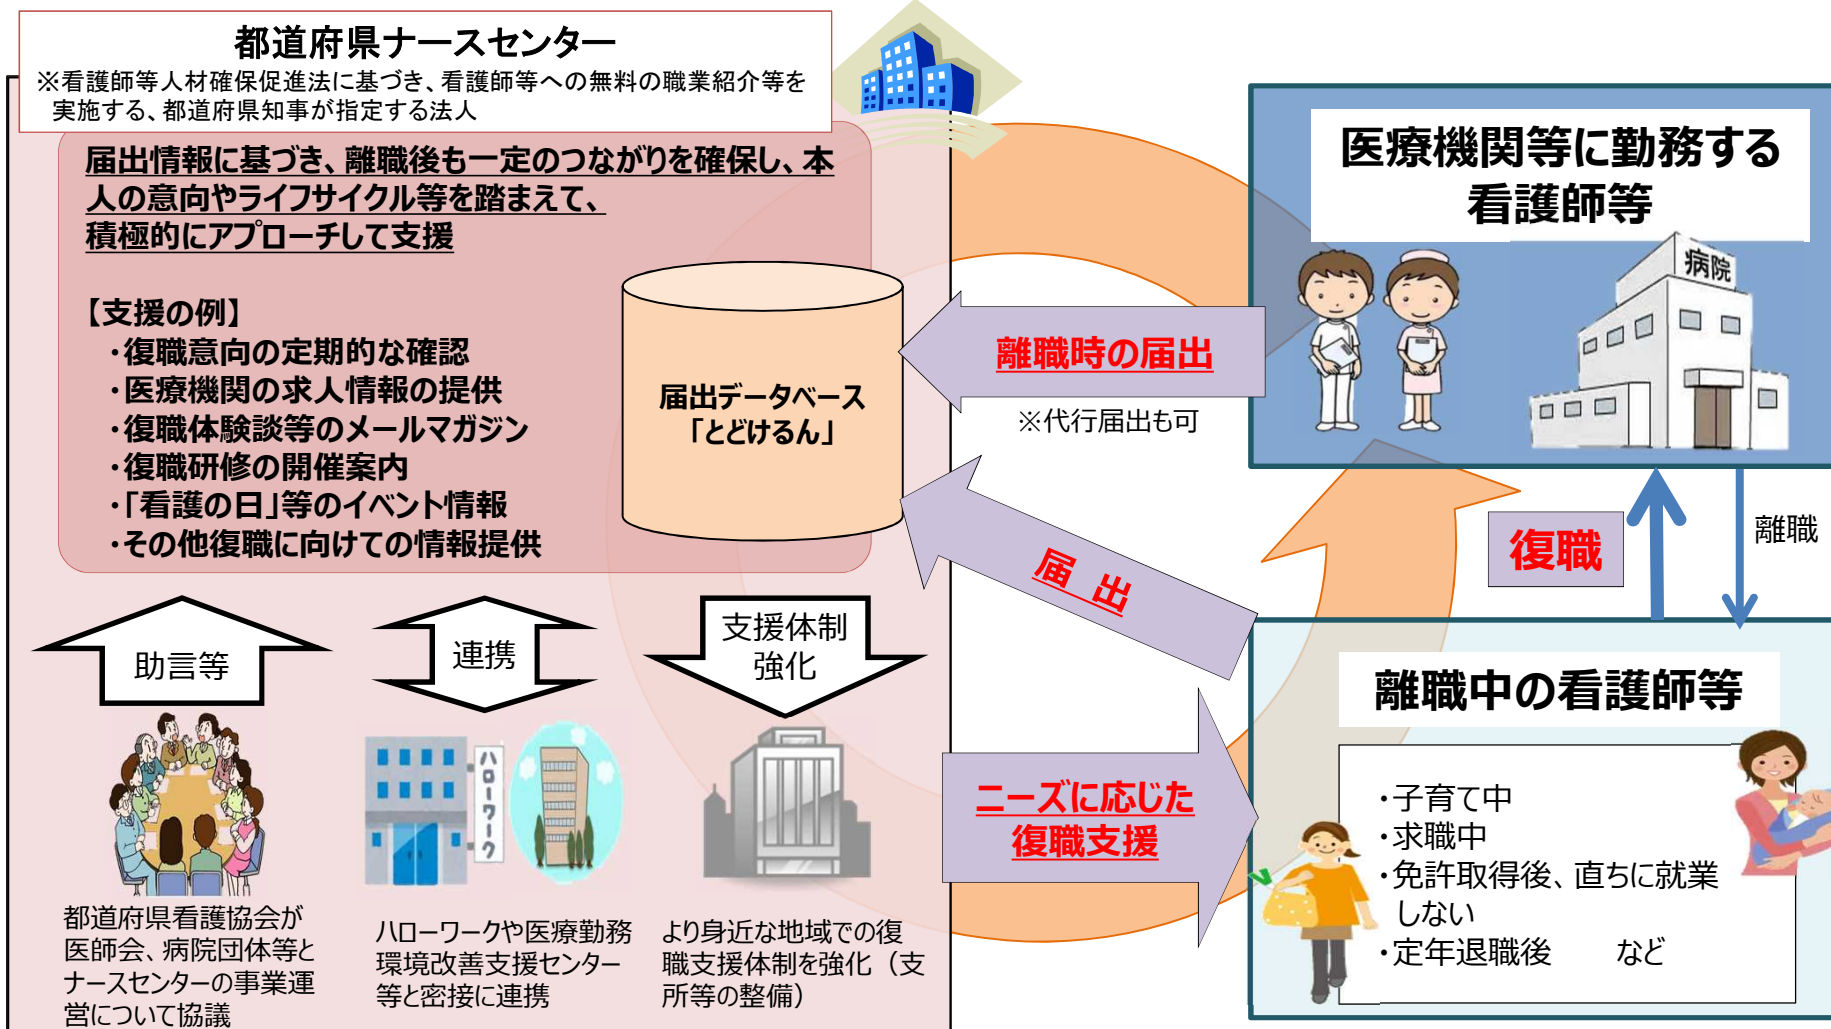 都道府県ナースセンター
※看護師等人材確保促進法に基づき、看護師等への無料の職業紹介等を
実施する、都道府県知事が指定する法人
届出情報に基づき、離職後も一定のつながりを確保し、本
人の意向やライフサイクル等を踏まえて、
積極的にアプローチして支援
【支援の例】
・復職意向の定期的な確認
・医療機関の求人情報の提供
・復職体験談等のメールマガジン
・復職研修の開催案内
・「看護の日」等のイベント情報
・その他復職に向けての情報提供
届出データベース
「とどけるん」
離職時の届出
※代行届出も可
届 出
医療機関等に勤務する
看護師等
病院
復職
離職
助言等
連携
支援体制
強化
ハローワーク
都道府県看護協会が
医師会、病院団体等と
ナースセンターの事業運
営について協議
ハローワークや医療勤務
環境改善支援センター
等と密接に連携
より身近な地域での復
職支援体制を強化（支
所等の整備）
ニーズに応じた
復職支援
離職中の看護師等
・子育て中
・求職中
・免許取得後、直ちに就業
しない
・定年退職後　　など